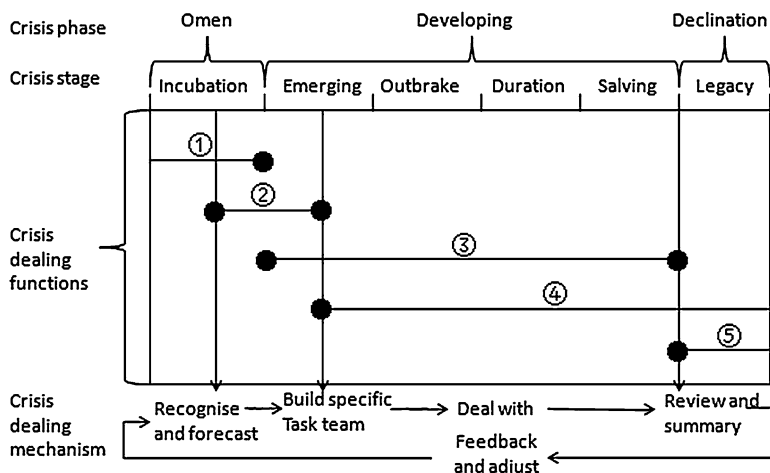 Crisis phase
Omen
Developing
Declination
Crisis stage
Incubation
Emerging
Outbrake
Duration
Salving
Legacy
①
②
③
④
⑤
Crisis
dealing
functions
Crisis
dealing
mechanism
Recognise
and forecast
Build specific
Task team
Deal with
Review and
summary
Feedback
and adjust